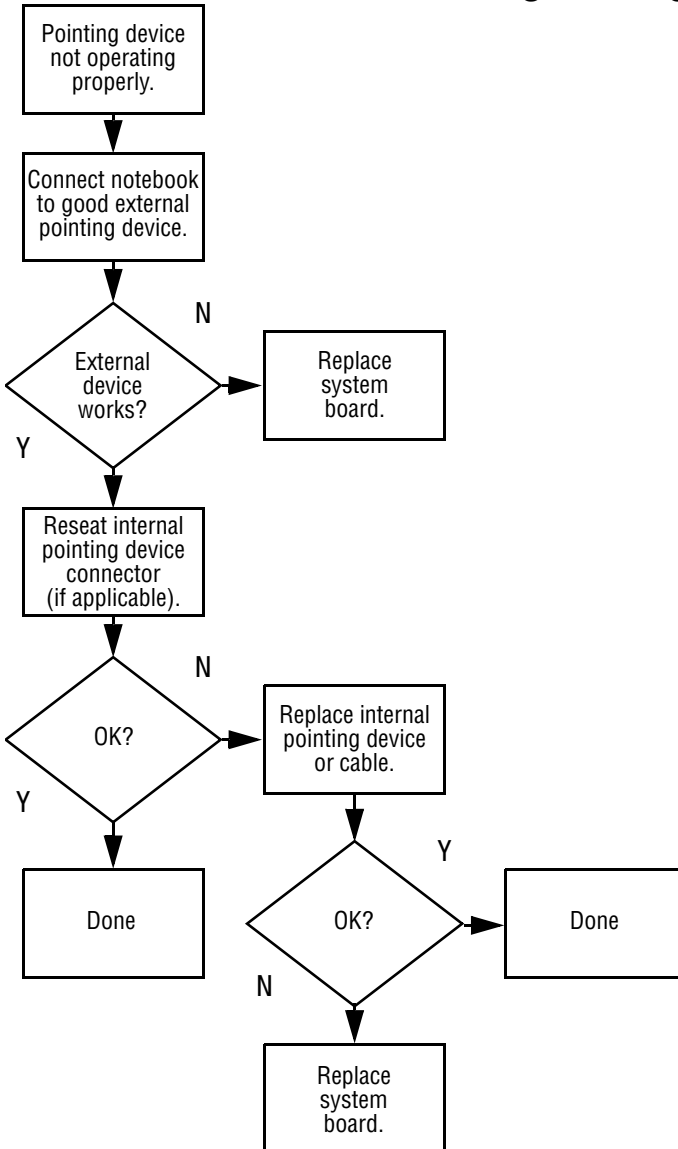 Pointing device
not operating
properly.
Connect notebook
to good external
pointing device.
N
External
device
works?
Replace
system
board.
Y
Reseat internal
pointing device
connector
(if applicable).
N
OK?
Replace internal
pointing device
or cable.
Y
Y
Done
OK?
Done
N
Replace
system
board.